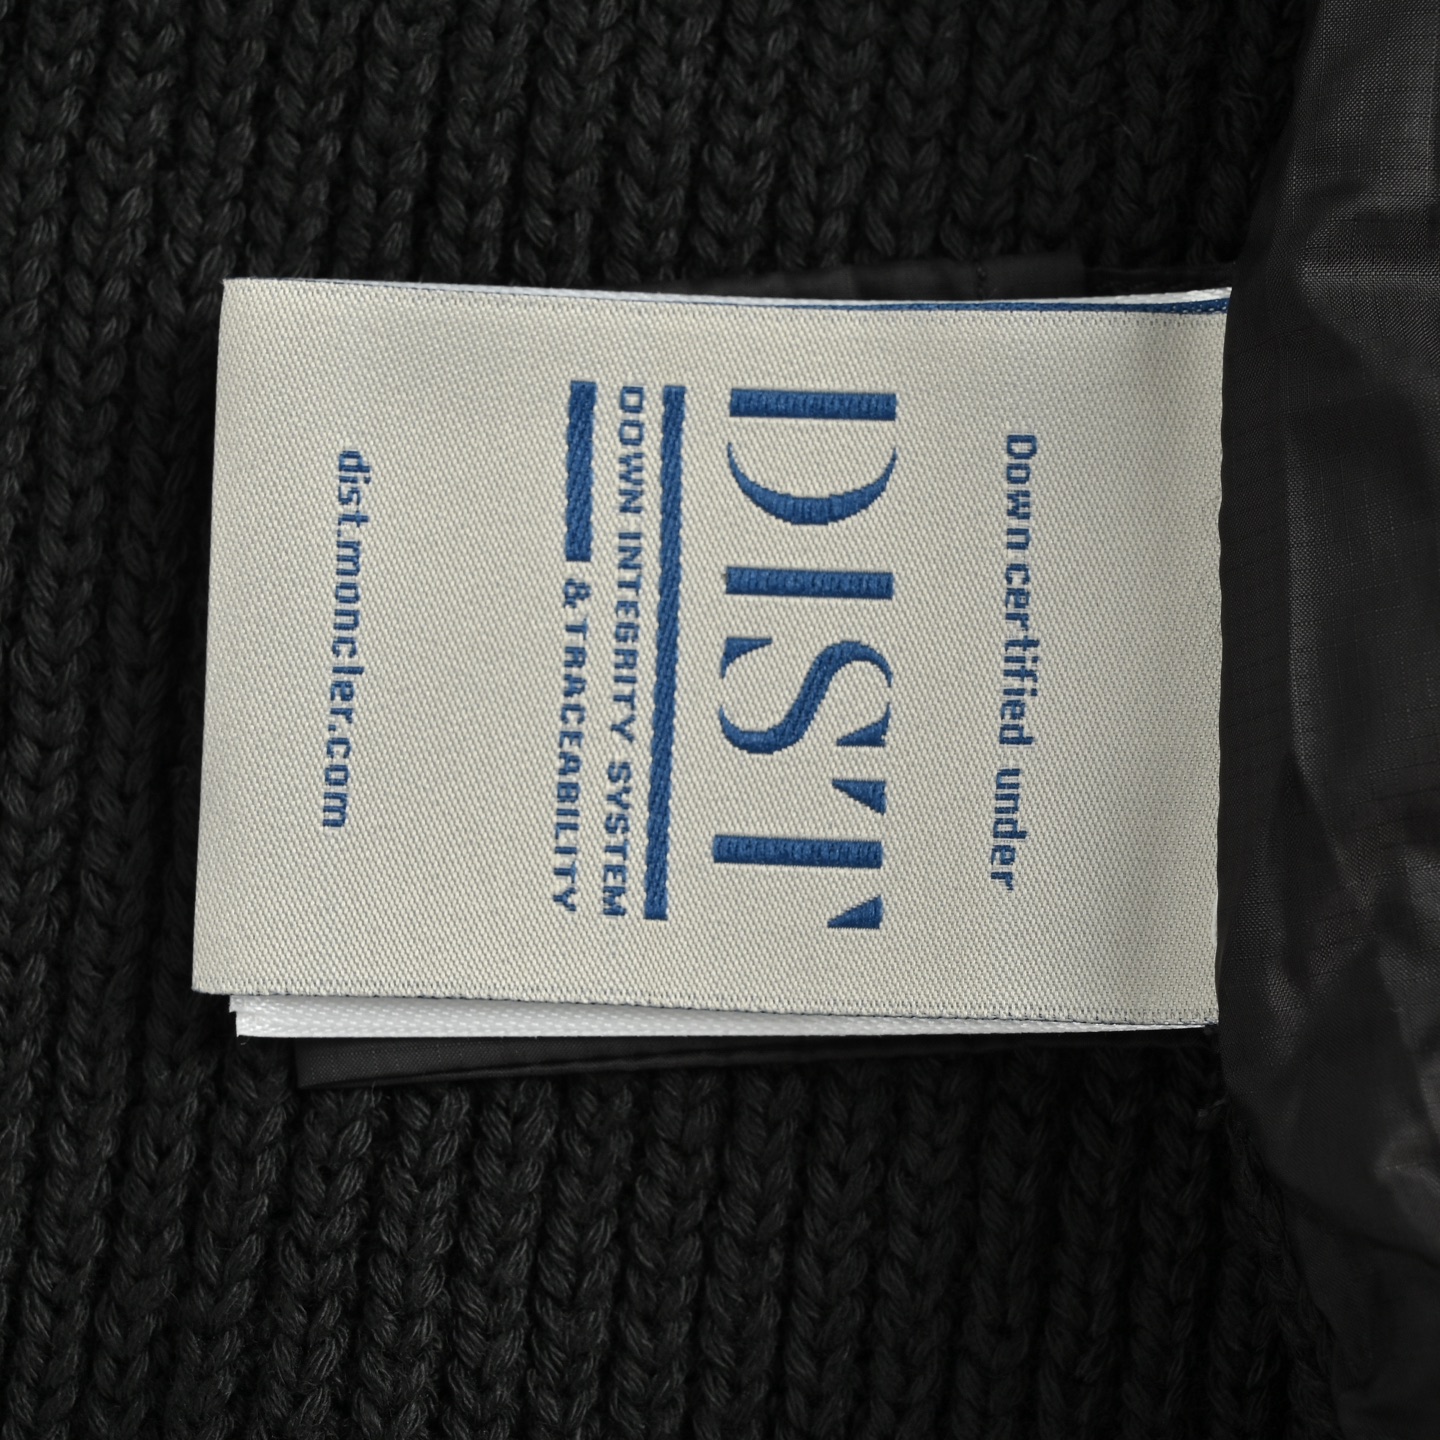 Down certified under
DIST
DOWN INTEGRITY SYSTEM
& TRACEABILITY
dist.moncler.com